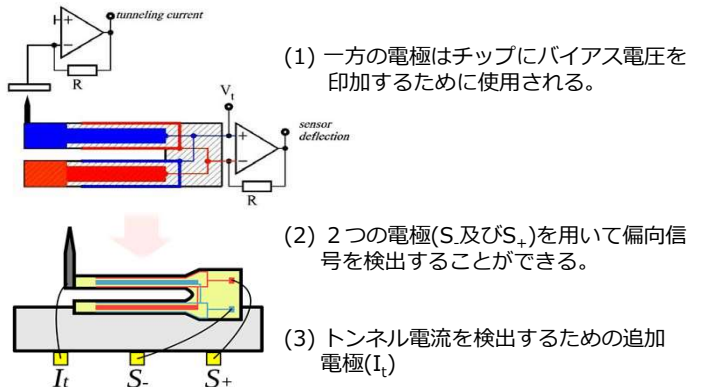 tunneling current
R
(1) 一方の電極はチップにバイアス電圧を
印加するために使用される。
Vt
sensor
deflection
R
(2) ２つの電極(S-及びS+)を用いて偏向信
号を検出することができる。
(3) トンネル電流を検出するための追加
電極(It)
It S- S+